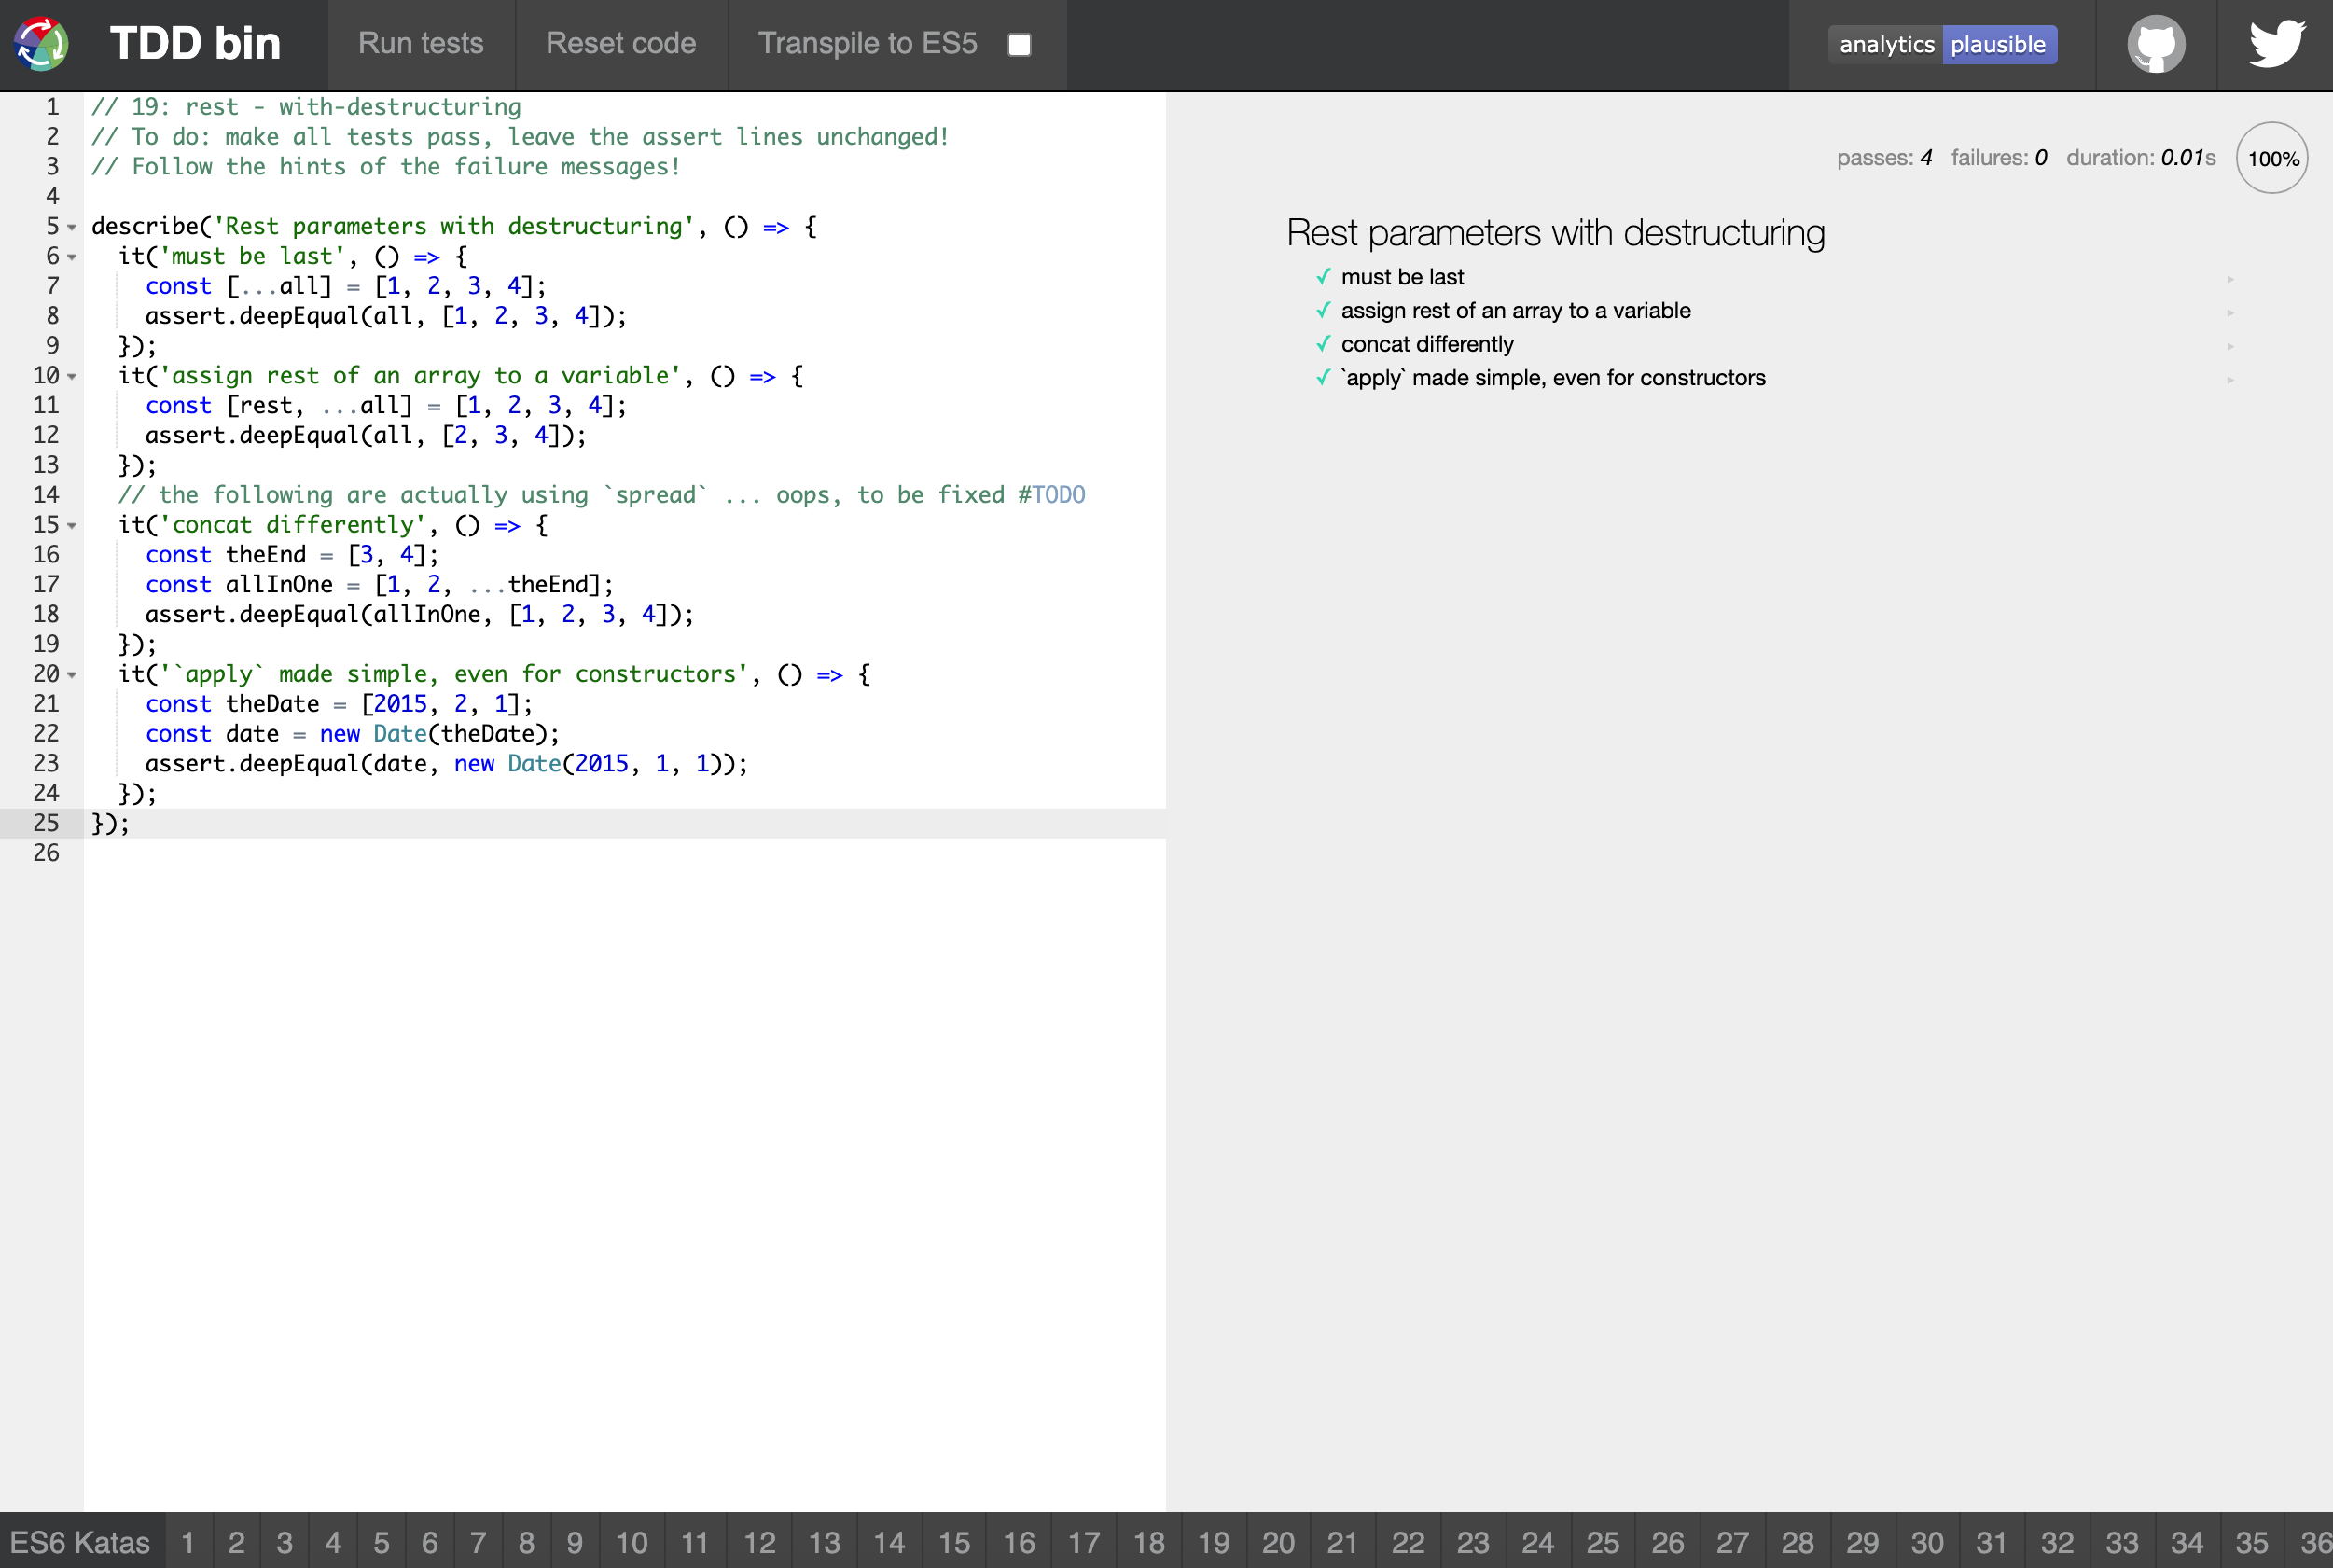 TDD bin
Run tests
Reset code
Transpile to ES5
analytics plausible
1 // 19: rest - with-destructuring
2 // To do: make all tests pass, leave the assert lines unchanged!
3 // Follow the hints of the failure messages!
4
5 describe('Rest parameters with destructuring', () => {
6 it('must be last', () => {
7 const [...all] = [1, 2, 3, 4];
8 assert.deepEqual(all, [1, 2, 3, 4]);
9 });
10 it('assign rest of an array to a variable', () => {
11 const [rest, ...all] = [1, 2, 3, 4];
12 assert.deepEqual(all, [2, 3, 4]);
13 });
14 // the following are actually using `spread` ... oops, to be fixed #TODO
15 it('concat differently', () => {
16 const theEnd = [3, 4];
17 const allInOne = [1, 2, ...theEnd];
18 assert.deepEqual(allInOne, [1, 2, 3, 4]);
19 });
20 it('`apply` made simple, even for constructors', () => {
21 const theDate = [2015, 2, 1];
22 const date = new Date(theDate);
23 assert.deepEqual(date, new Date(2015, 1, 1));
24 });
25 });
26
passes: 4 failures: 0 duration: 0.01s 100%
Rest parameters with destructuring
✓ must be last
✓ assign rest of an array to a variable
✓ concat differently
✓ `apply` made simple, even for constructors
ES6 Katas 1 2 3 4 5 6 7 8 9 10 11 12 13 14 15 16 17 18 19 20 21 22 23 24 25 26 27 28 29 30 31 32 33 34 35 36